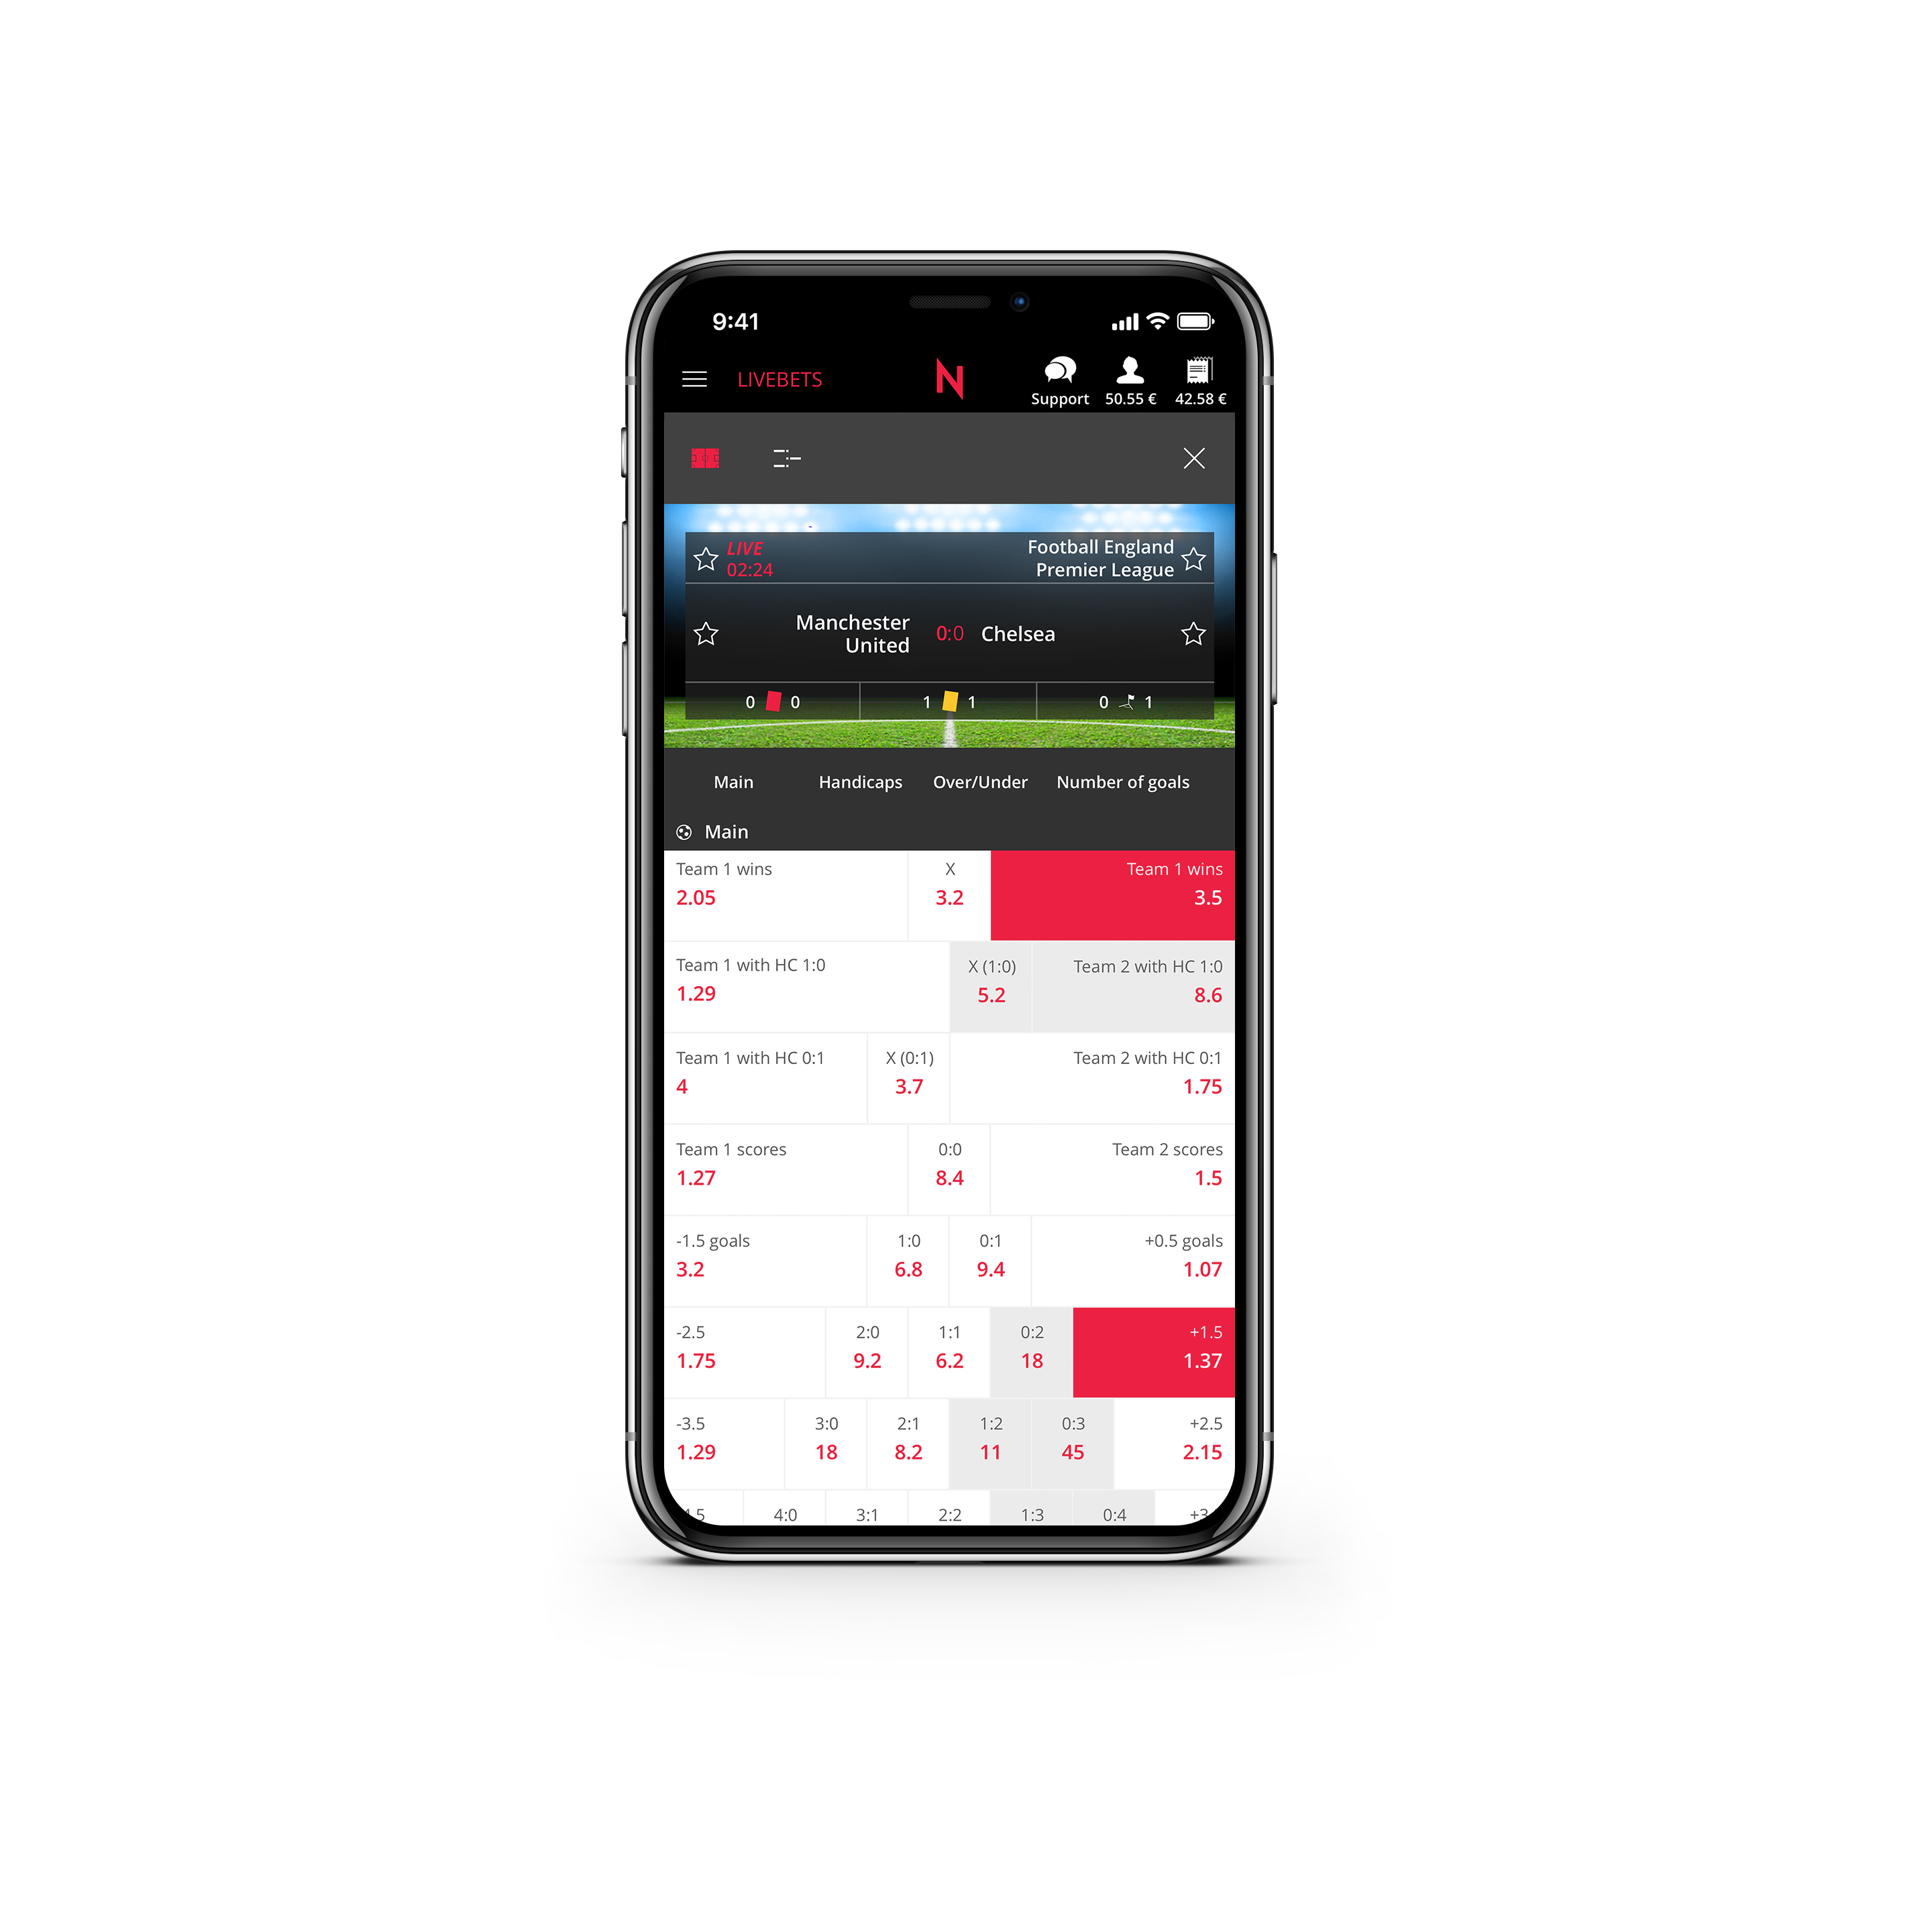 9:41
LIVEBETS
N
Support 50.55 € 42.58 €
LIVE
02:24
Football England
Premier League
Manchester
United
0:0 Chelsea
0 0 1 1 0 1
Main Handicaps Over/Under Number of goals
Main
Team 1 wins X Team 1 wins
2.05 3.2 3.5
Team 1 with HC 1:0 X (1:0) Team 2 with HC 1:0
1.29 5.2 8.6
Team 1 with HC 0:1 X (0:1) Team 2 with HC 0:1
4 3.7 1.75
Team 1 scores 0:0 Team 2 scores
1.27 8.4 1.5
-1.5 goals 1:0 0:1 +0.5 goals
3.2 6.8 9.4 1.07
-2.5 2:0 1:1 0:2 +1.5
1.75 9.2 6.2 18 1.37
-3.5 3:0 2:1 1:2 0:3 +2.5
1.29 18 8.2 11 45 2.15
4:0 3:1 2:2 1:3 0:4